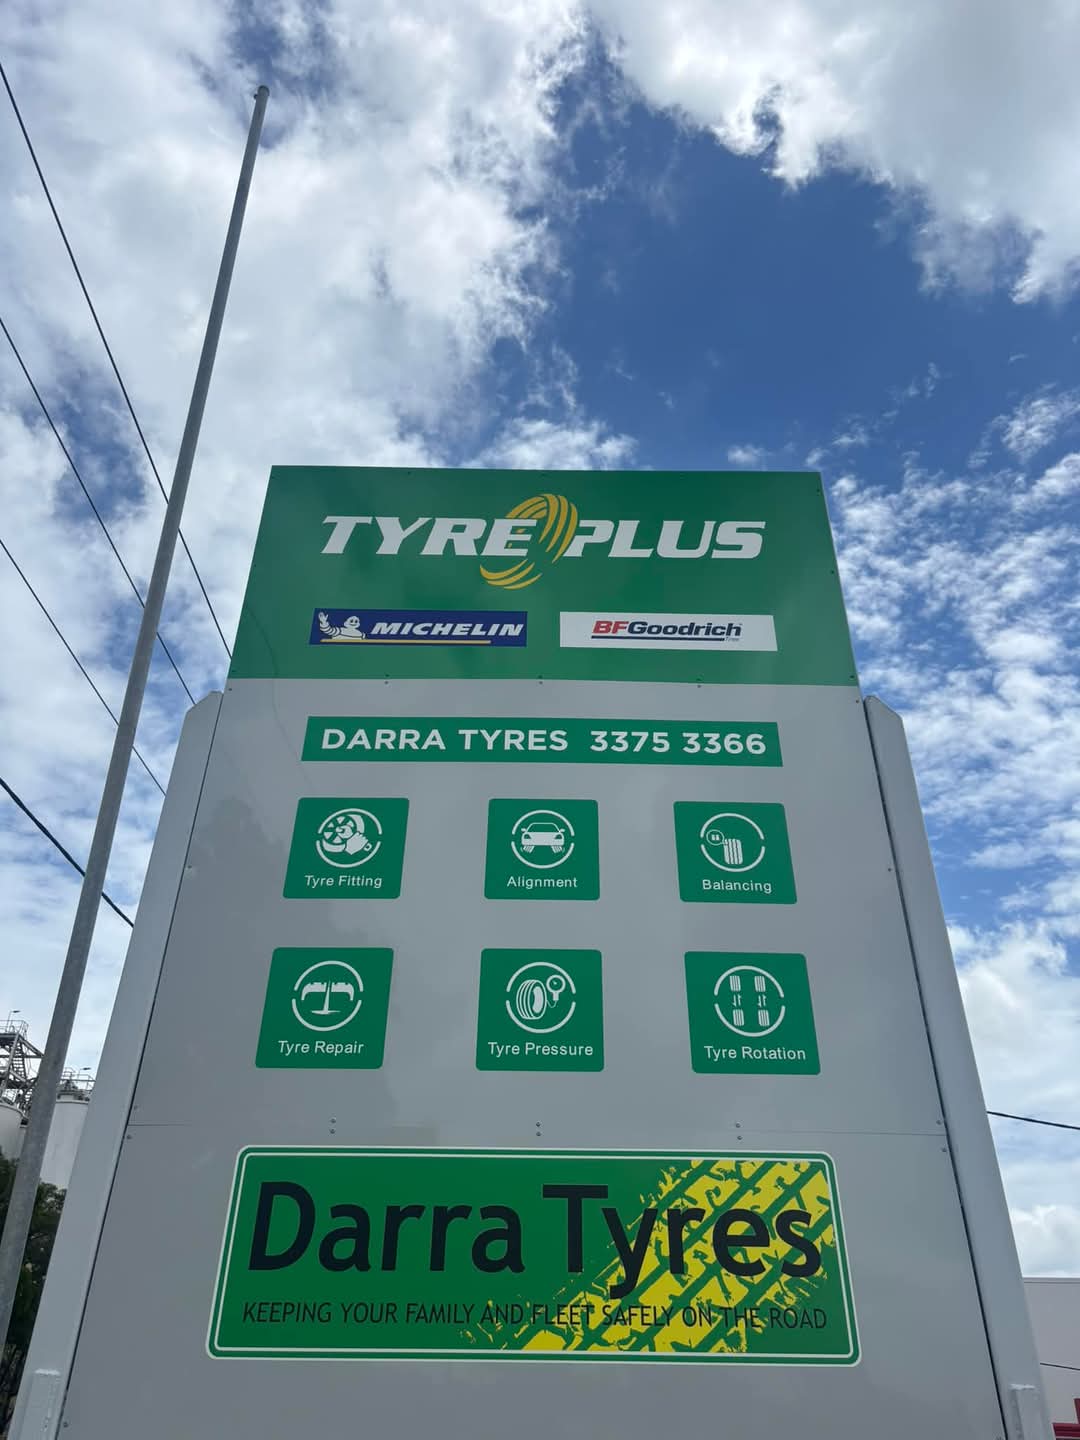 TYREPLUS
MICHELIN
BFGoodrich
Tires
DARRA TYRES 3375 3366
Tyre Fitting
Alignment
Balancing
Tyre Repair
Tyre Pressure
Tyre Rotation
Darra Tyres
KEEPING YOUR FAMILY AND FLEET SAFELY ON THE ROAD